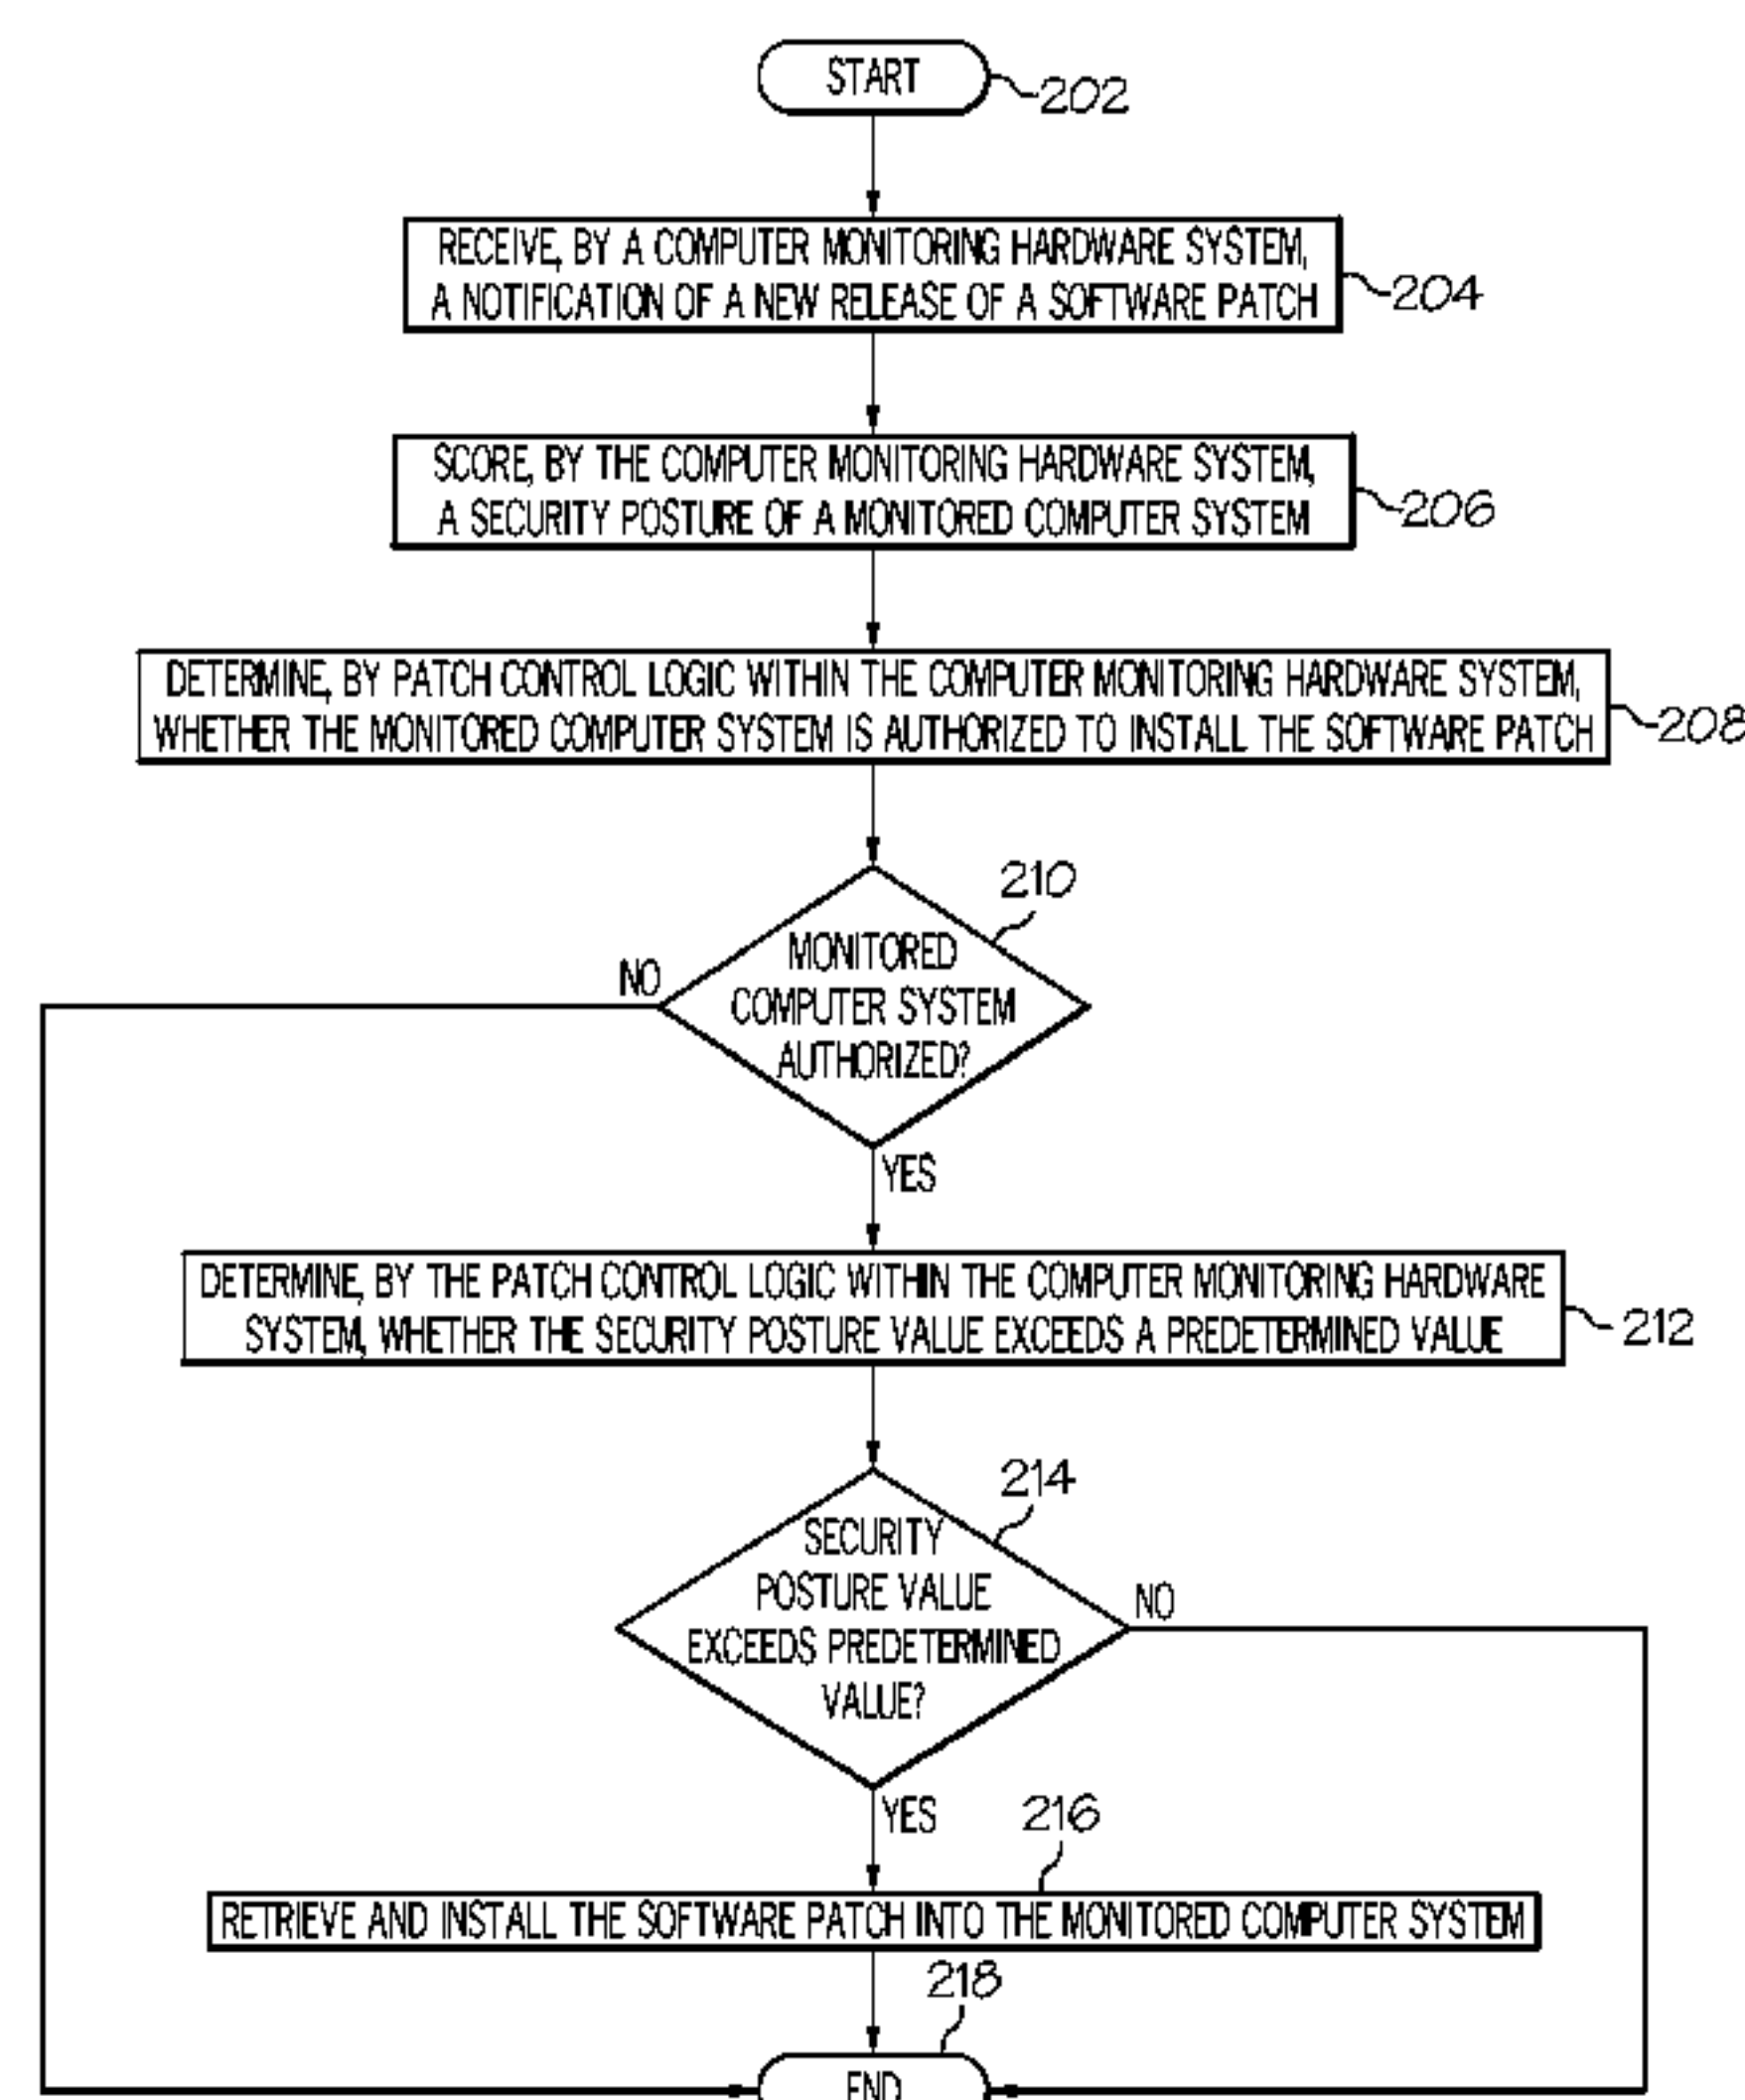 START
202
RECEIVE, BY A COMPUTER MONITORING HARDWARE SYSTEM,
A NOTIFICATION OF A NEW RELEASE OF A SOFTWARE PATCH
204
SCORE, BY THE COMPUTER MONITORING HARDWARE SYSTEM,
A SECURITY POSTURE OF A MONITORED COMPUTER SYSTEM
206
DETERMINE, BY PATCH CONTROL LOGIC WITHIN THE COMPUTER MONITORING HARDWARE SYSTEM,
WHETHER THE MONITORED COMPUTER SYSTEM IS AUTHORIZED TO INSTALL THE SOFTWARE PATCH
208
210
MONITORED
COMPUTER SYSTEM
AUTHORIZED?
NO
YES
DETERMINE, BY THE PATCH CONTROL LOGIC WITHIN THE COMPUTER MONITORING HARDWARE
SYSTEM, WHETHER THE SECURITY POSTURE VALUE EXCEEDS A PREDETERMINED VALUE
212
214
SECURITY
POSTURE VALUE
EXCEEDS PREDETERMINED
VALUE?
NO
YES
216
RETRIEVE AND INSTALL THE SOFTWARE PATCH INTO THE MONITORED COMPUTER SYSTEM
218
END